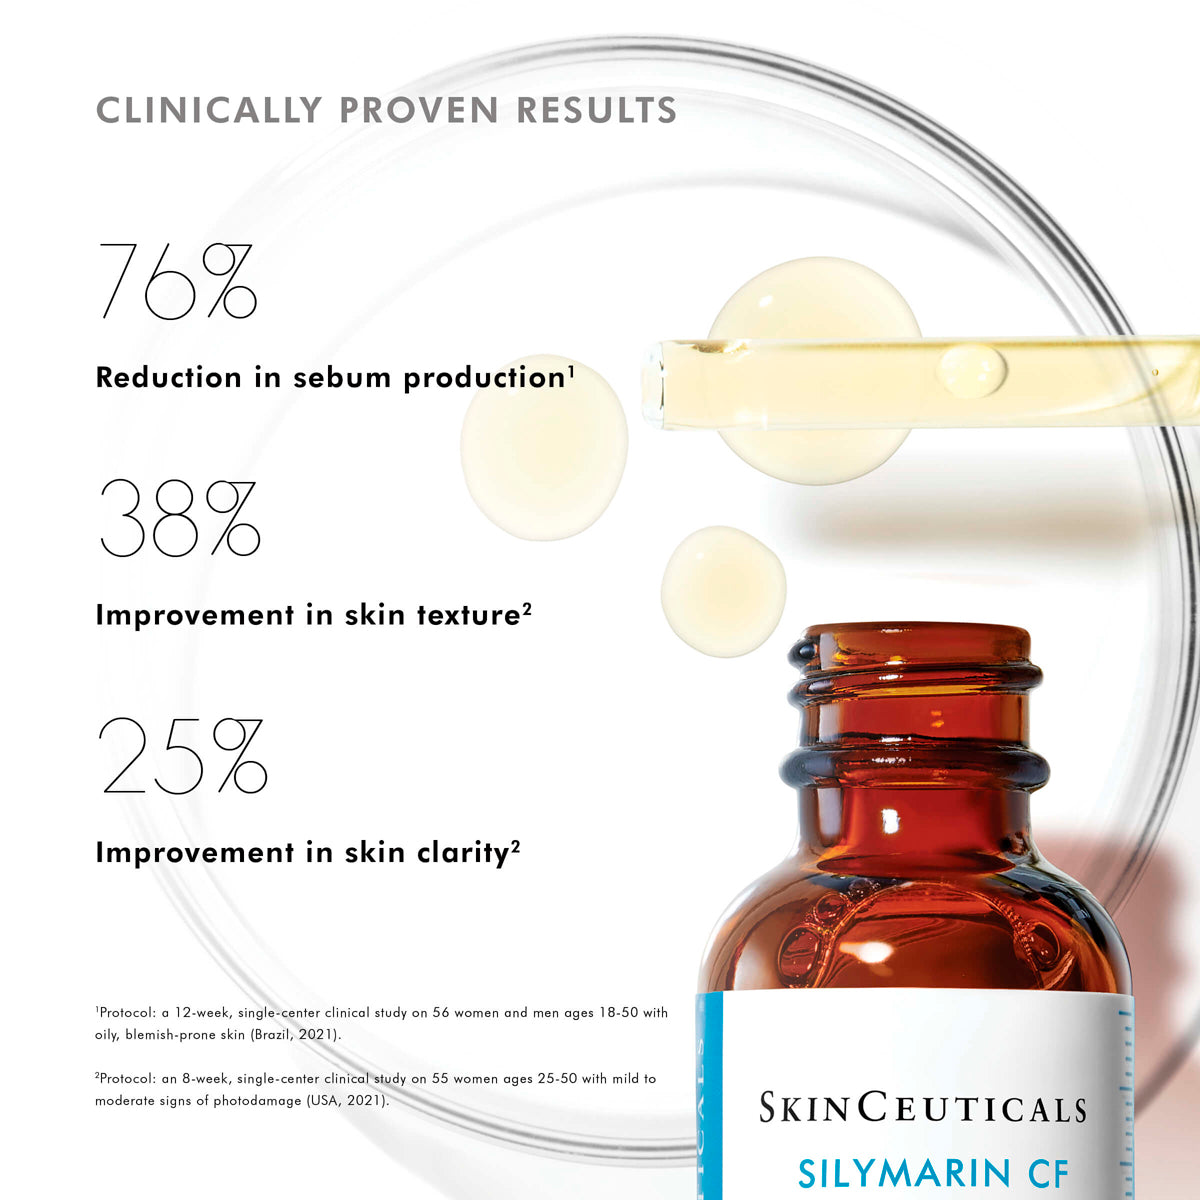 CLINICALLY PROVEN RESULTS
76%
Reduction in sebum production¹
38%
Improvement in skin texture²
25%
Improvement in skin clarity²
¹Protocol: a 12-week, single-center clinical study on 56 women and men ages 18-50 with
oily, blemish-prone skin (Brazil, 2021).
²Protocol: an 8-week, single-center clinical study on 55 women ages 25-50 with mild to
moderate signs of photodamage (USA, 2021).
SKINCEUTICALS
SILYMARIN CF